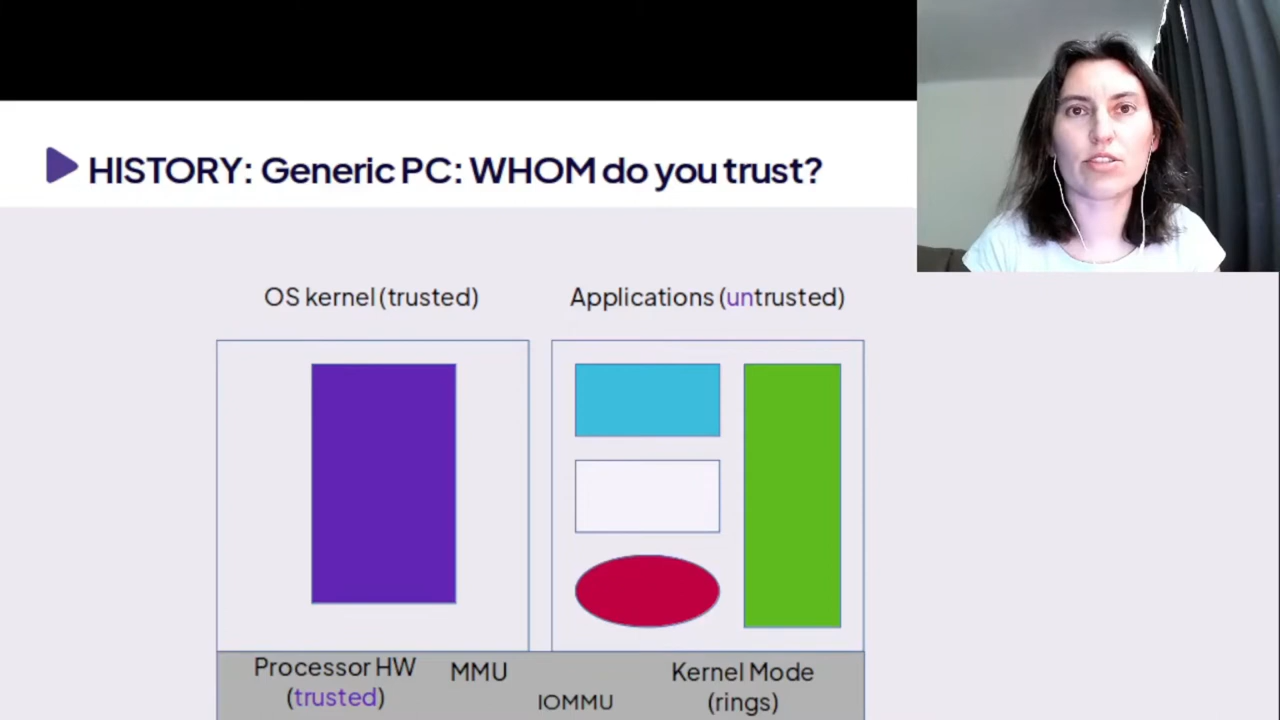 HISTORY: Generic PC: WHOM do you trust?
OS kernel (trusted)
Applications (untrusted)
Processor HW
(trusted)
MMU
IOMMU
Kernel Mode
(rings)